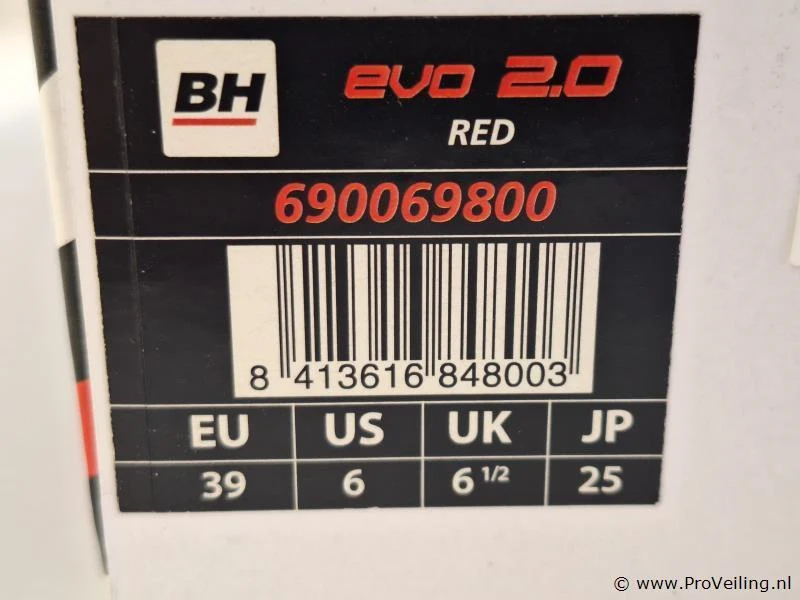 BH
evo 2.0
RED
690069800
8 413616 848003
EU US UK JP
39 6 6 1/2 25
© www.ProVeiling.nl